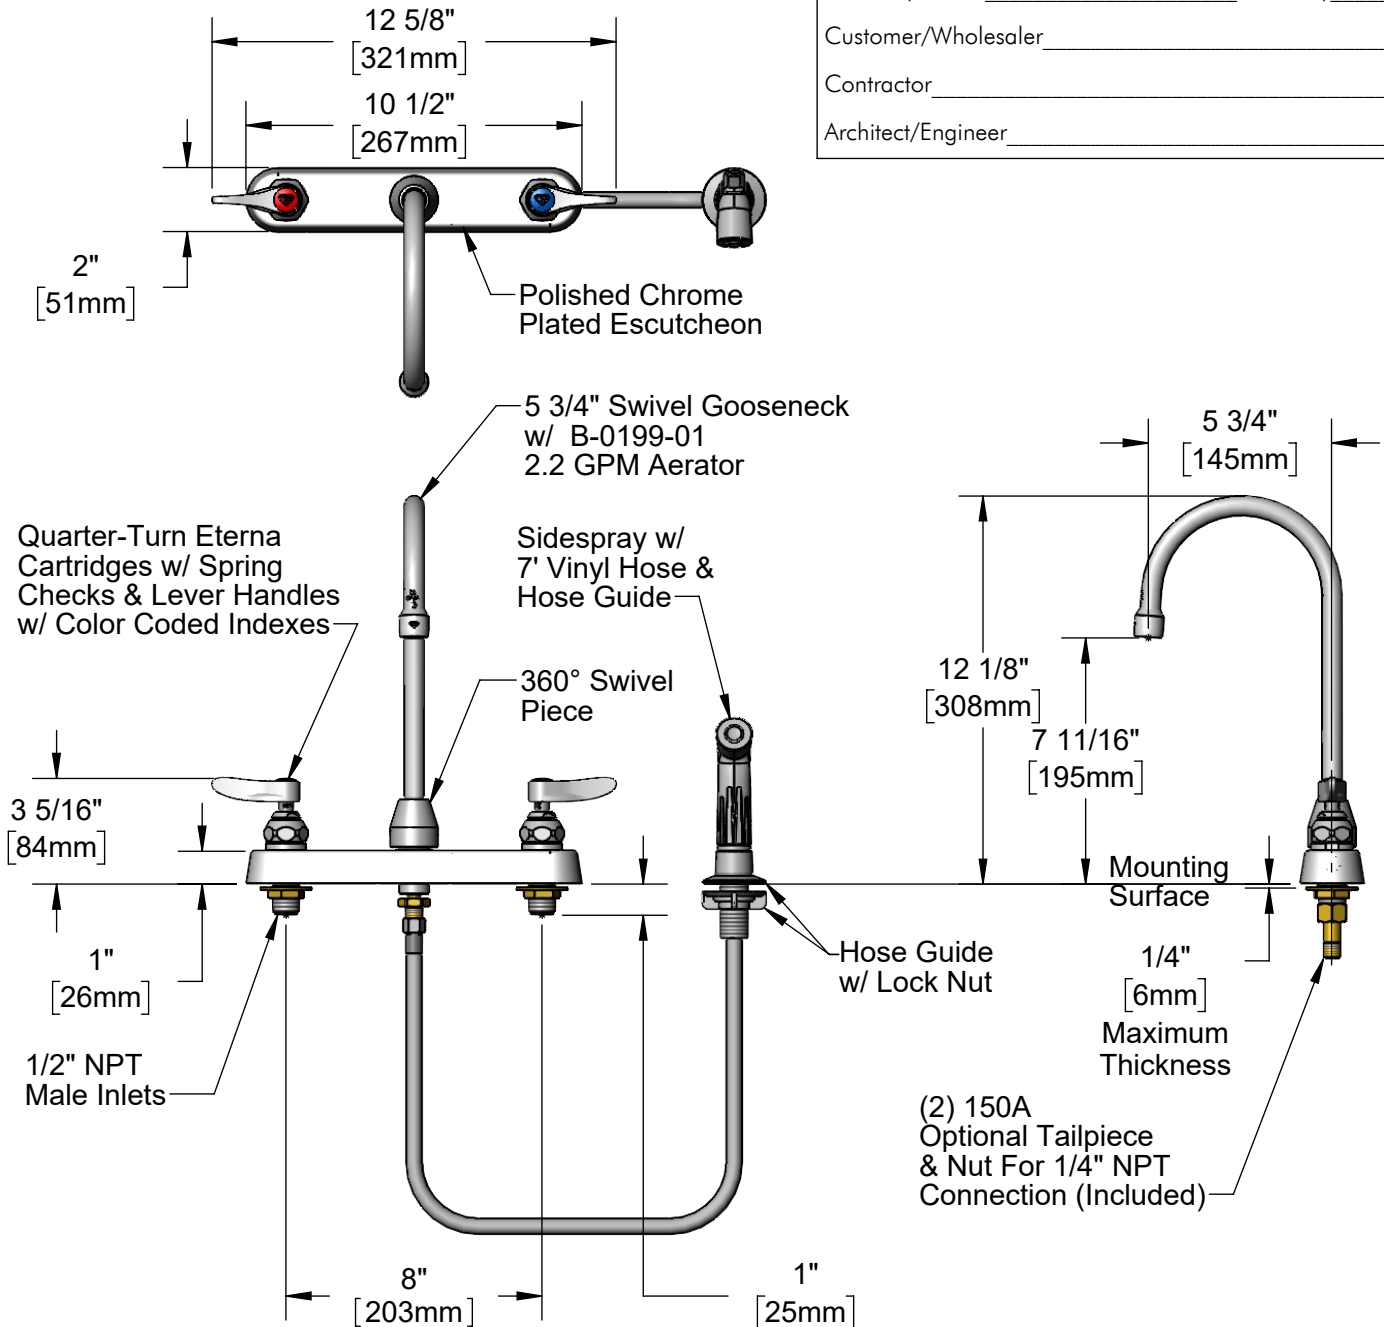 Customer/Wholesaler
Contractor
Architect/Engineer
12 5/8"
[321mm]
10 1/2"
[267mm]
2"
[51mm]
Polished Chrome
Plated Escutcheon
5 3/4" Swivel Gooseneck
w/ B-0199-01
2.2 GPM Aerator
5 3/4"
[145mm]
Quarter-Turn Eterna
Cartridges w/ Spring
Checks & Lever Handles
w/ Color Coded Indexes
Sidespray w/
7' Vinyl Hose &
Hose Guide
360° Swivel
Piece
12 1/8"
[308mm]
7 11/16"
[195mm]
3 5/16"
[84mm]
Mounting
Surface
1"
[26mm]
Hose Guide
w/ Lock Nut
1/4"
[6mm]
Maximum
Thickness
1/2" NPT
Male Inlets
(2) 150A
Optional Tailpiece
& Nut For 1/4" NPT
Connection (Included)
8"
[203mm]
1"
[25mm]